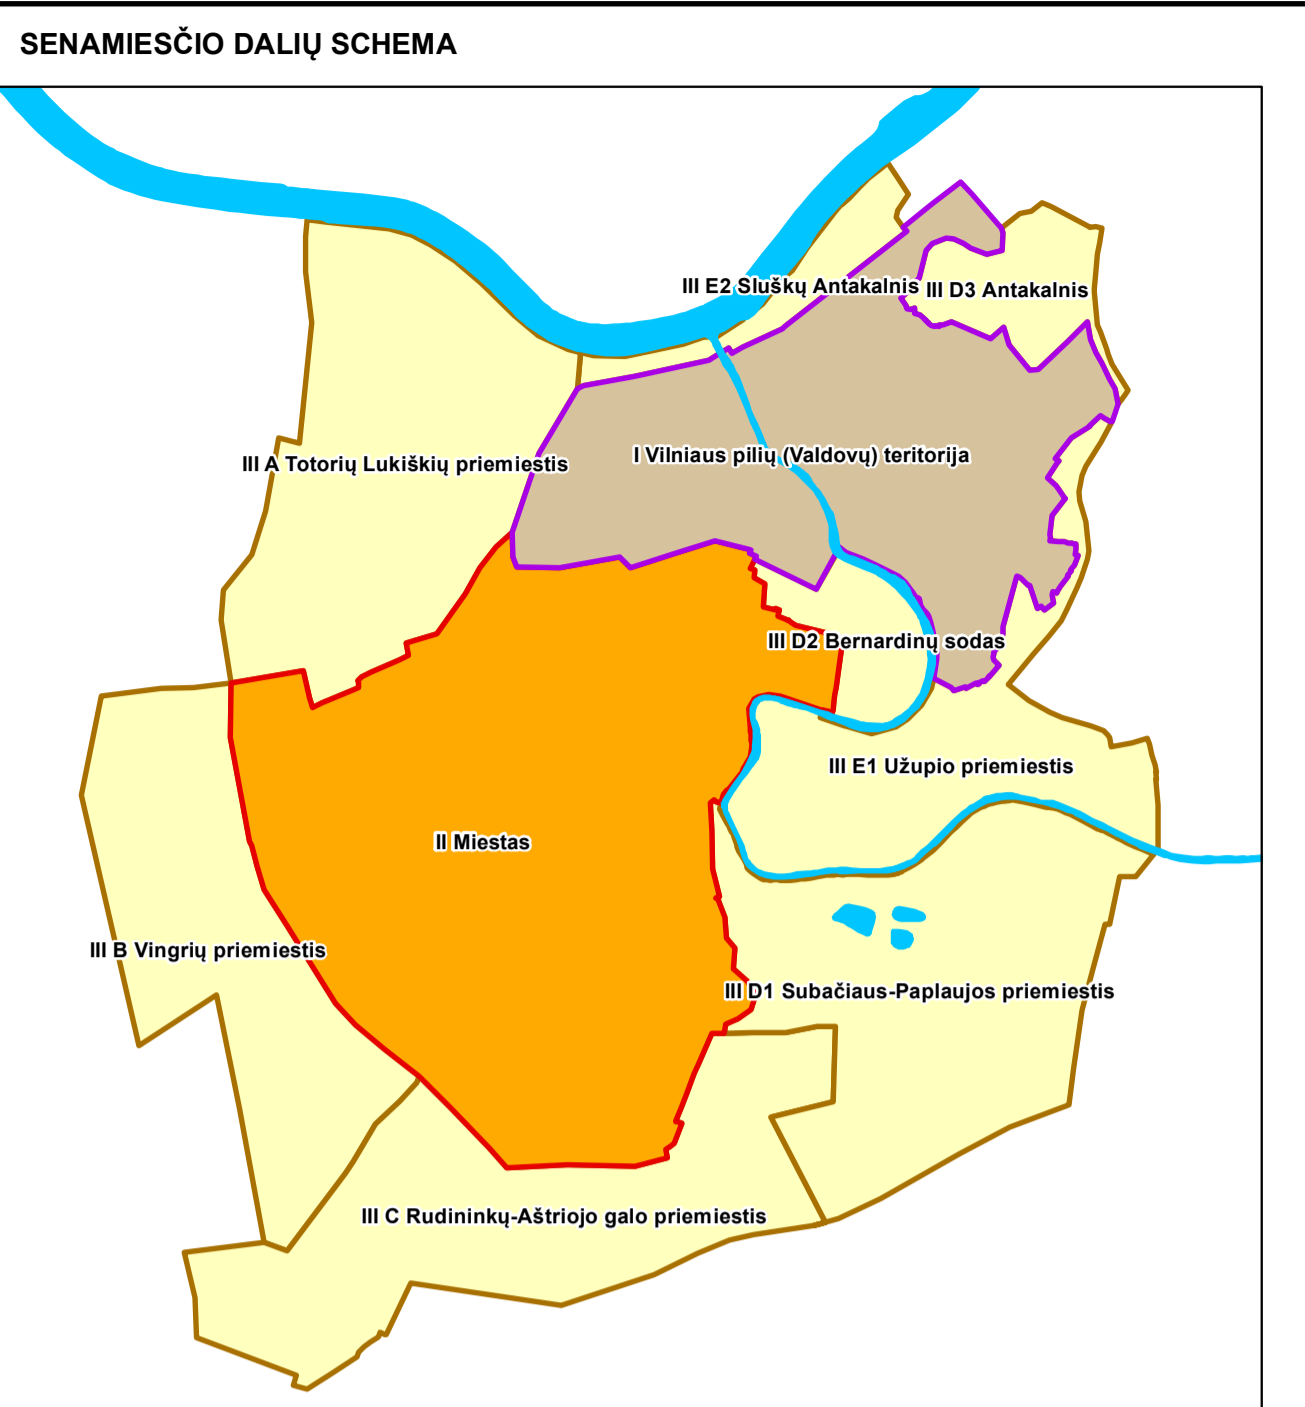 SENAMIESČIO DALIŲ SCHEMA
III E2 Sluškų Antakalnis
III D3 Antakalnis
I Vilniaus pilių (Valdovų) teritorija
III A Totorių Lukiškių priemiestis
III D2 Bernardinų sodas
III E1 Užupio priemiestis
II Miestas
III B Vingrių priemiestis
III D1 Subačiaus-Paplaujos priemiestis
III C Rudininkų-Aštriojo galo priemiestis